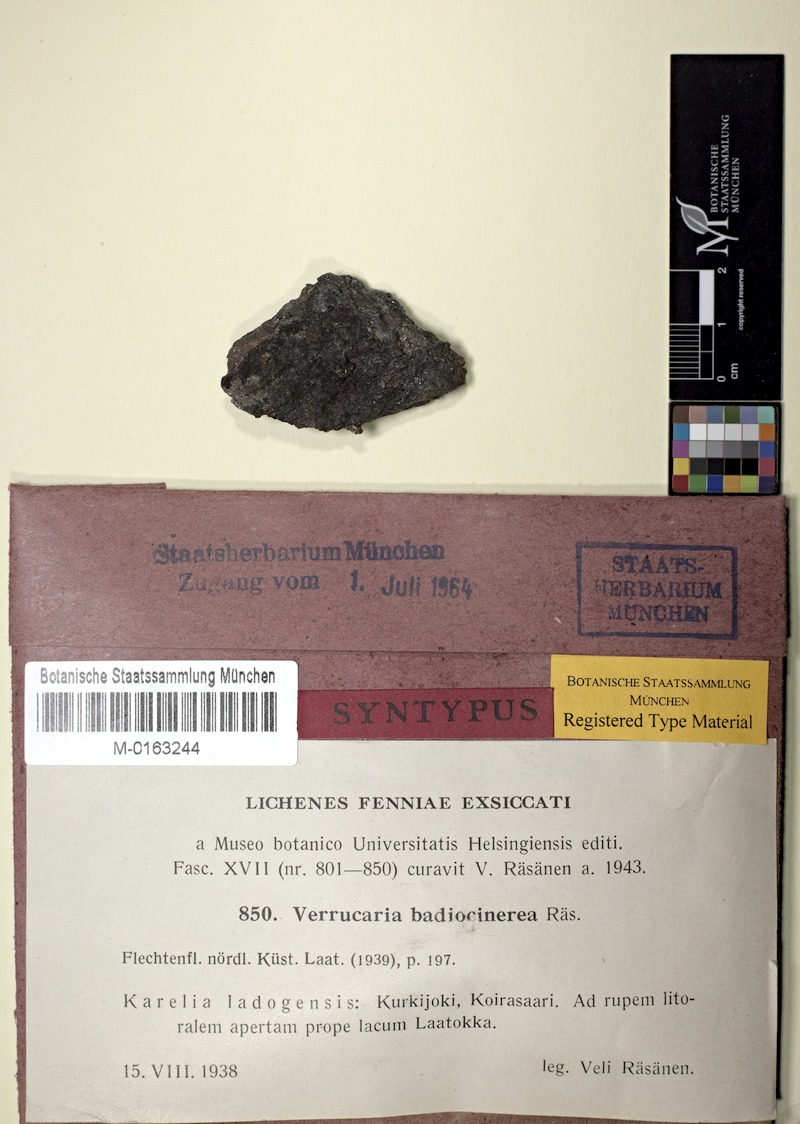 BOTANISCHE
STAATSSAMMLUNG
MÜNCHEN
M
0 1 2
cm
copyright reserved
Staatsherbarium München
Zugang vom 1. Juli 1964
STAATS-
HERBARIUM
MÜNCHEN
Botanische Staatssammlung München
M-0163244
SYNTYPUS
BOTANISCHE STAATSSAMMLUNG
MÜNCHEN
Registered Type Material
LICHENES FENNIAE EXSICCATI
a Museo botanico Universitatis Helsingiensis editi.
Fasc. XVII (nr. 801—850) curavit V. Räsänen a. 1943.
850. Verrucaria badiocinerea Räs.
Flechtenfl. nördl. Küst. Laat. (1939), p. 197.
Karelia ladogensis: Kurkijoki, Koirasaari. Ad rupem lito-
ralem apertam prope lacum Laatokka.
15. VIII. 1938 leg. Veli Räsänen.